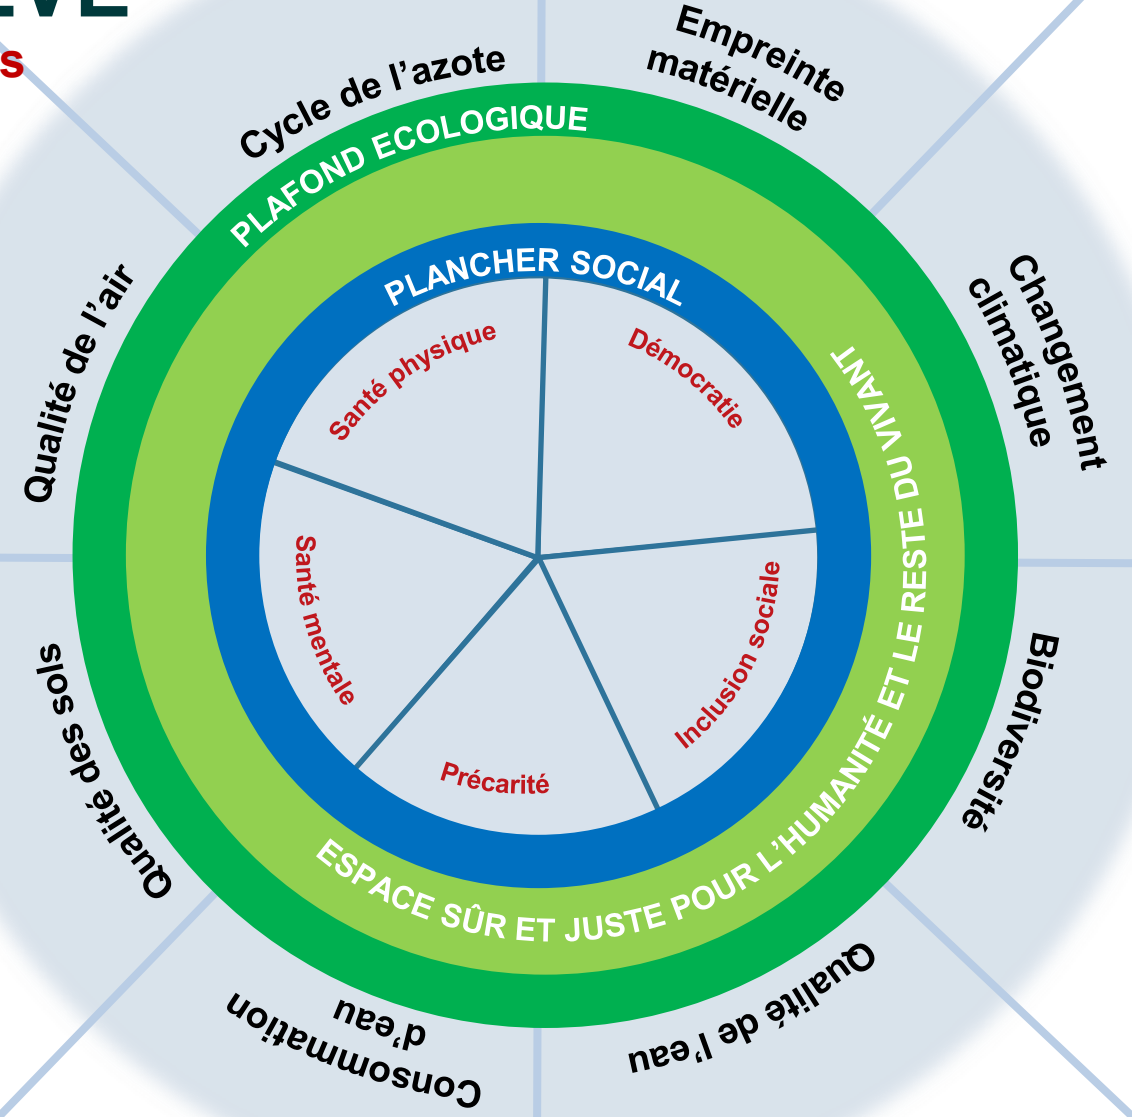 Cycle de l’azote
Empreinte
matérielle
Changement
climatique
Biodiversité
Qualité de l’eau
Consommation
d’eau
Qualité des sols
Qualité de l’air
PLAFOND ECOLOGIQUE
ESPACE SÛR ET JUSTE POUR L’HUMANITÉ ET LE RESTE DU VIVANT
PLANCHER SOCIAL
Démocratie
Inclusion sociale
Précarité
Santé mentale
Santé physique